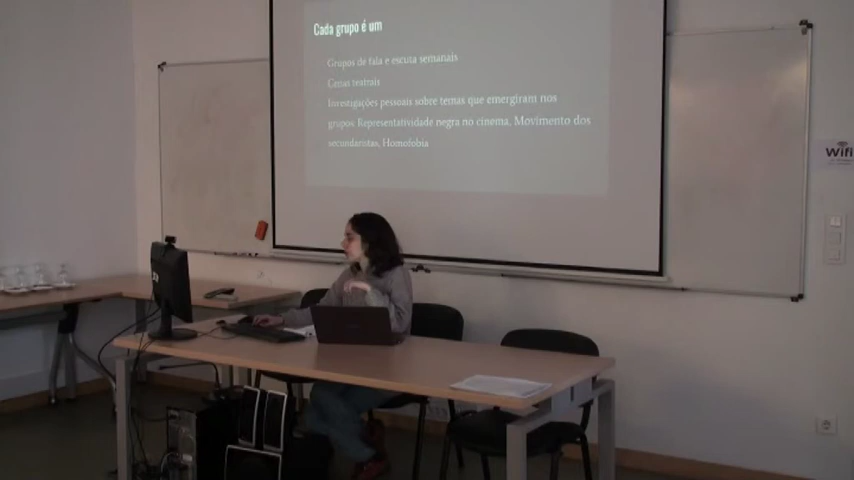 Cada grupo é um
Grupos de fala e escuta semanais
Cenas teatrais
Investigações pessoais sobre temas que emergiram nos
grupos: Representatividade negra no cinema, Movimento dos
secundaristas, Homofobia
Wifi